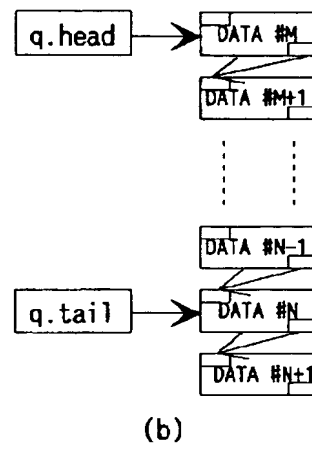 q.head
DATA #M
DATA #M+1
DATA #N-1
q.tail
DATA #N
DATA #N+1
(b)